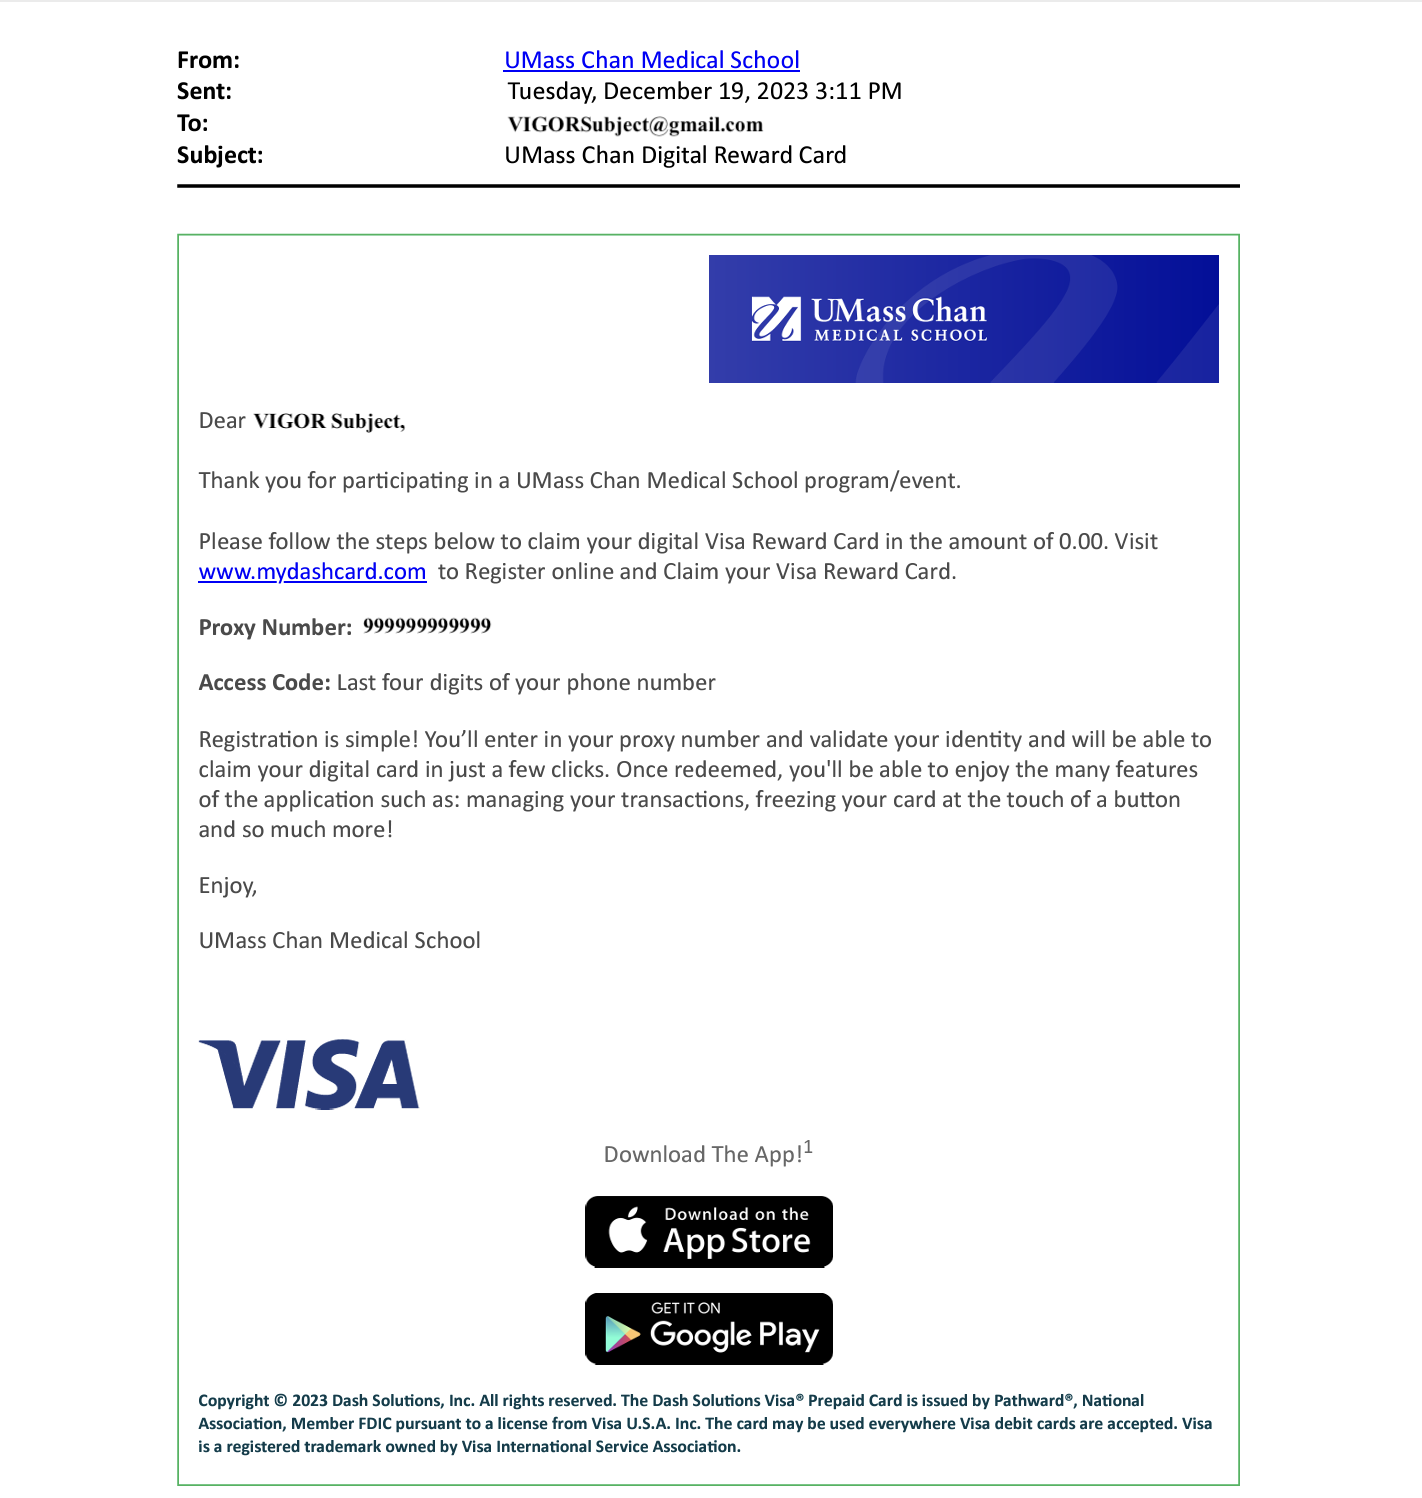 From: UMass Chan Medical School
Sent: Tuesday, December 19, 2023 3:11 PM
To: VIGORSubject@gmail.com
Subject: UMass Chan Digital Reward Card
UMass Chan
MEDICAL SCHOOL
Dear VIGOR Subject,
Thank you for participating in a UMass Chan Medical School program/event.
Please follow the steps below to claim your digital Visa Reward Card in the amount of 0.00. Visit
www.mydashcard.com to Register online and Claim your Visa Reward Card.
Proxy Number: 999999999999
Access Code: Last four digits of your phone number
Registration is simple! You’ll enter in your proxy number and validate your identity and will be able to
claim your digital card in just a few clicks. Once redeemed, you'll be able to enjoy the many features
of the application such as: managing your transactions, freezing your card at the touch of a button
and so much more!
Enjoy,
UMass Chan Medical School
VISA
Download The App!¹
Download on the
App Store
GET IT ON
Google Play
Copyright © 2023 Dash Solutions, Inc. All rights reserved. The Dash Solutions Visa® Prepaid Card is issued by Pathward®, National
Association, Member FDIC pursuant to a license from Visa U.S.A. Inc. The card may be used everywhere Visa debit cards are accepted. Visa
is a registered trademark owned by Visa International Service Association.